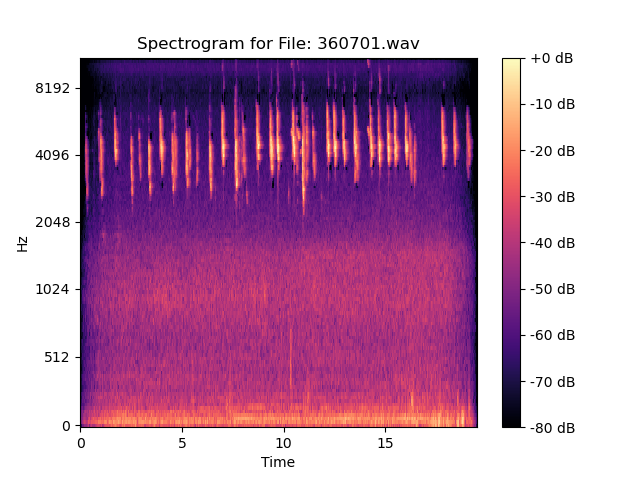 Spectrogram for File: 360701.wav
8192
4096
2048
1024
512
0
Hz
0
5
10
15
Time
+0 dB
-10 dB
-20 dB
-30 dB
-40 dB
-50 dB
-60 dB
-70 dB
-80 dB